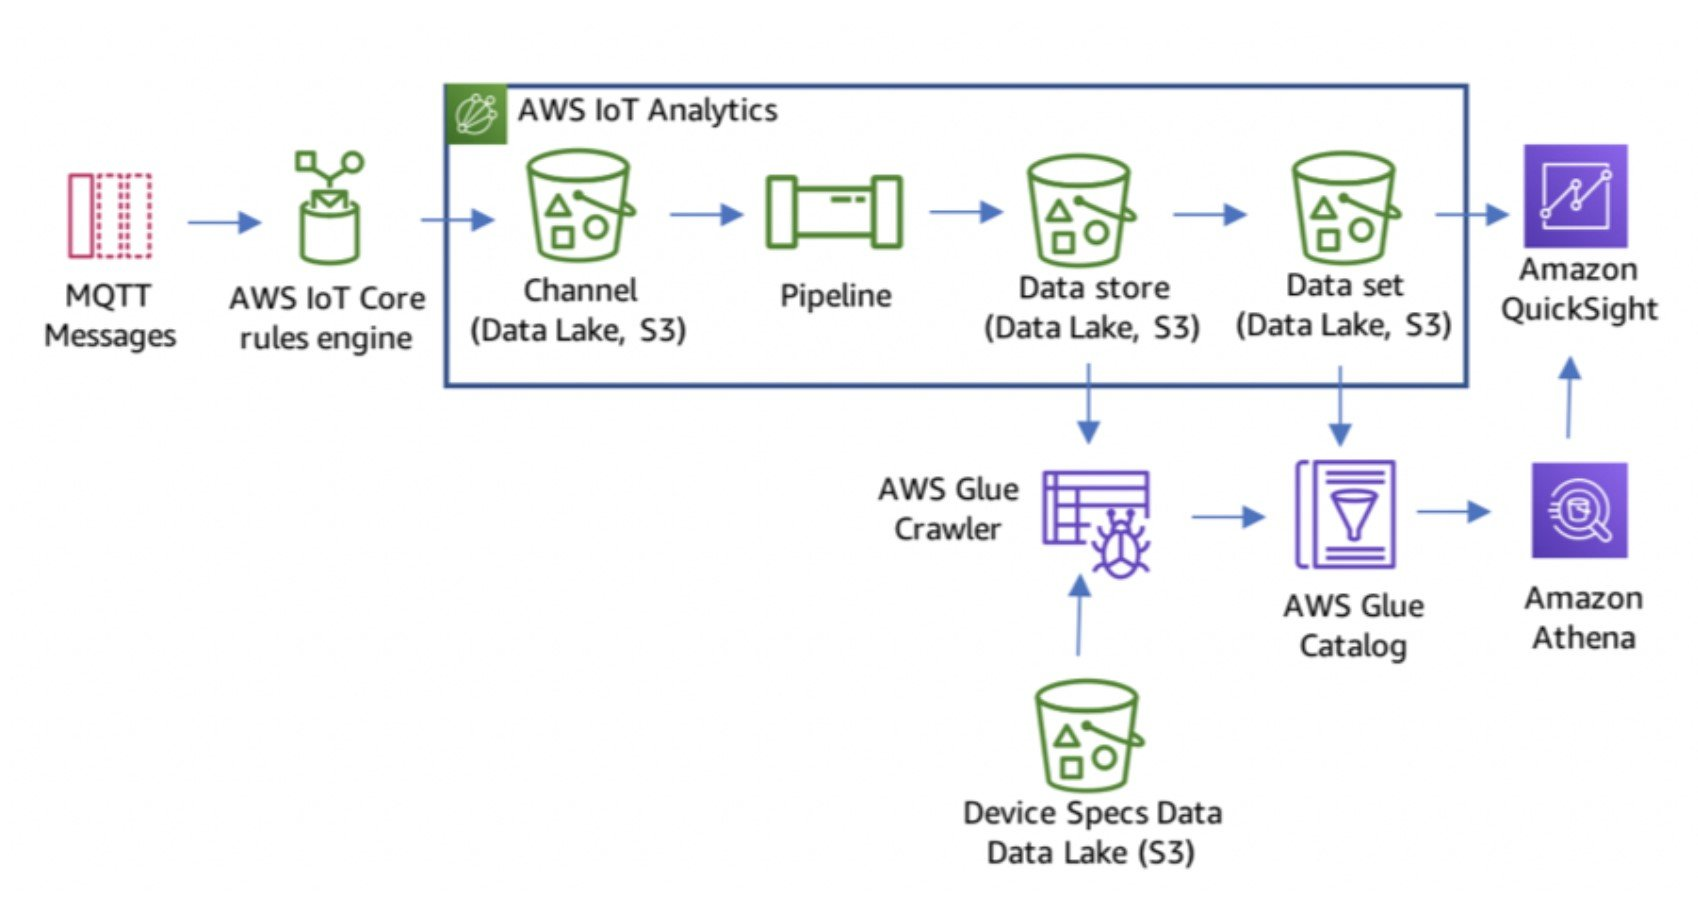 AWS IoT Analytics
MQTT
Messages
AWS IoT Core
rules engine
Channel
(Data Lake, S3)
Pipeline
Data store
(Data Lake, S3)
Data set
(Data Lake, S3)
Amazon
QuickSight
AWS Glue
Crawler
AWS Glue
Catalog
Amazon
Athena
Device Specs Data
Data Lake (S3)